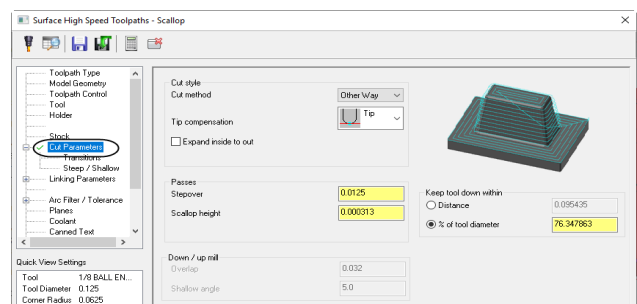 Surface High Speed Toolpaths - Scallop
Toolpath Type
Model Geometry
Toolpath Control
Tool
Holder
Stock
Cut Parameters
Transitions
Steep / Shallow
Linking Parameters
Arc Filter / Tolerance
Planes
Coolant
Canned Text
Quick View Settings
Tool 1/8 BALL EN...
Tool Diameter 0.125
Corner Radius 0.0625
Cut style
Cut method Other Way
Tip compensation Tip
Expand inside to out
Passes
Stepover 0.0125
Scallop height 0.000313
Down / up mill
Overlap 0.032
Shallow angle 5.0
Keep tool down within
Distance 0.095435
% of tool diameter 76.347863